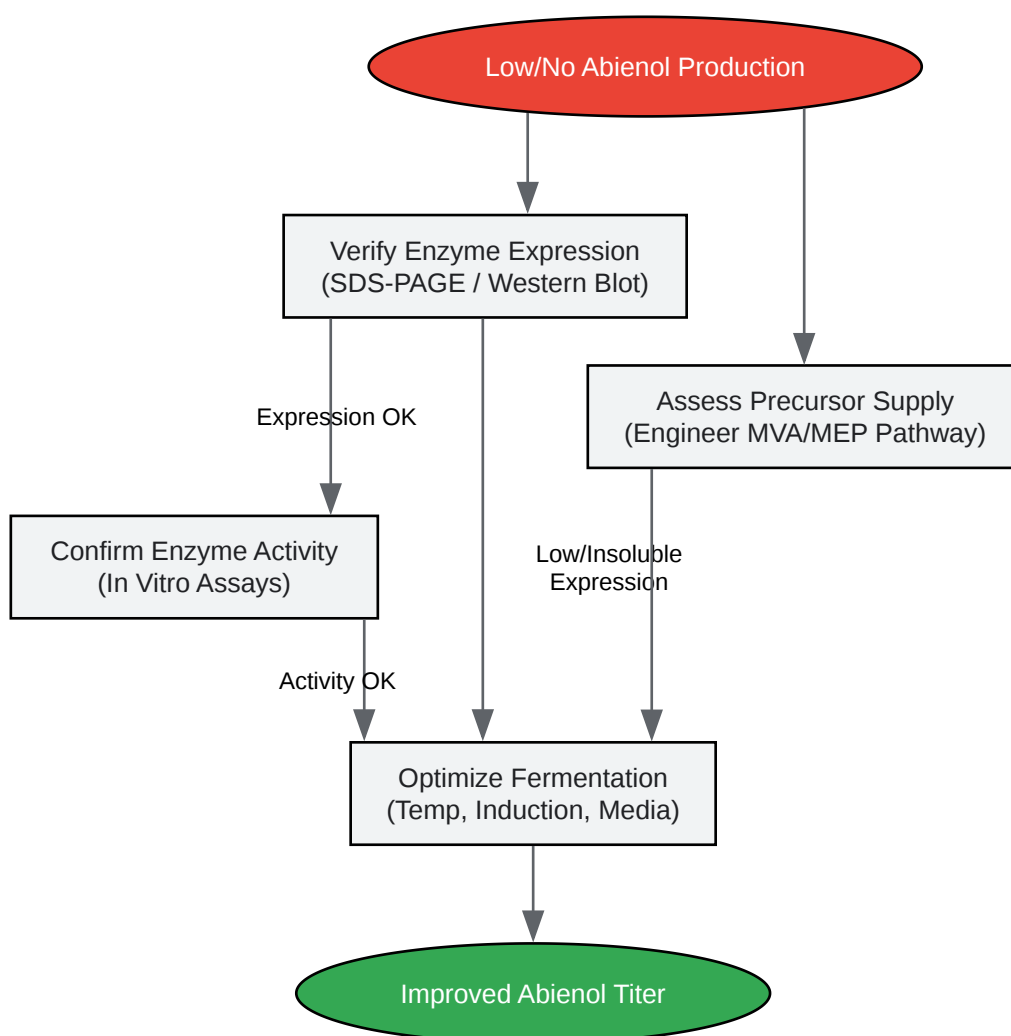 Low/No Abienol Production
Verify Enzyme Expression
(SDS-PAGE / Western Blot)
Assess Precursor Supply
(Engineer MVA/MEP Pathway)
Expression OK
Confirm Enzyme Activity
(In Vitro Assays)
Low/Insoluble
Expression
Activity OK
Optimize Fermentation
(Temp, Induction, Media)
Improved Abienol Titer